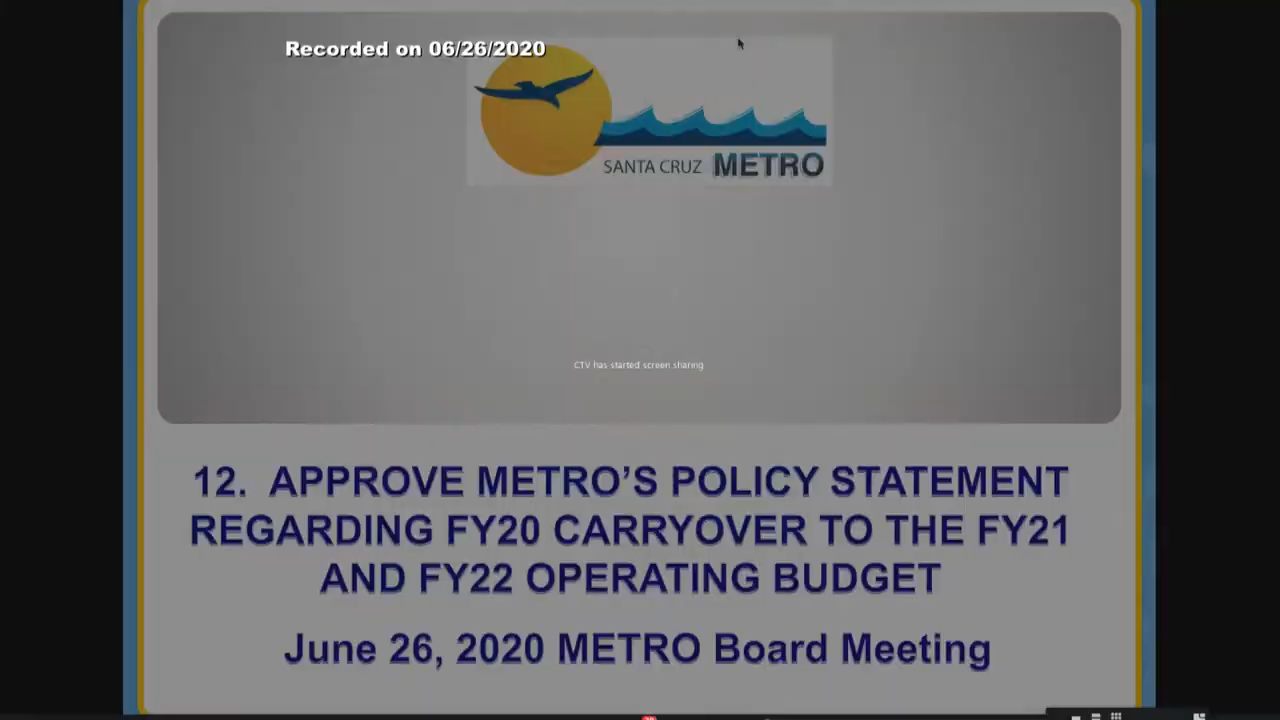 Recorded on 06/26/2020
SANTA CRUZ METRO
CTV has started screen sharing
12. APPROVE METRO’S POLICY STATEMENT
REGARDING FY20 CARRYOVER TO THE FY21
AND FY22 OPERATING BUDGET
June 26, 2020 METRO Board Meeting